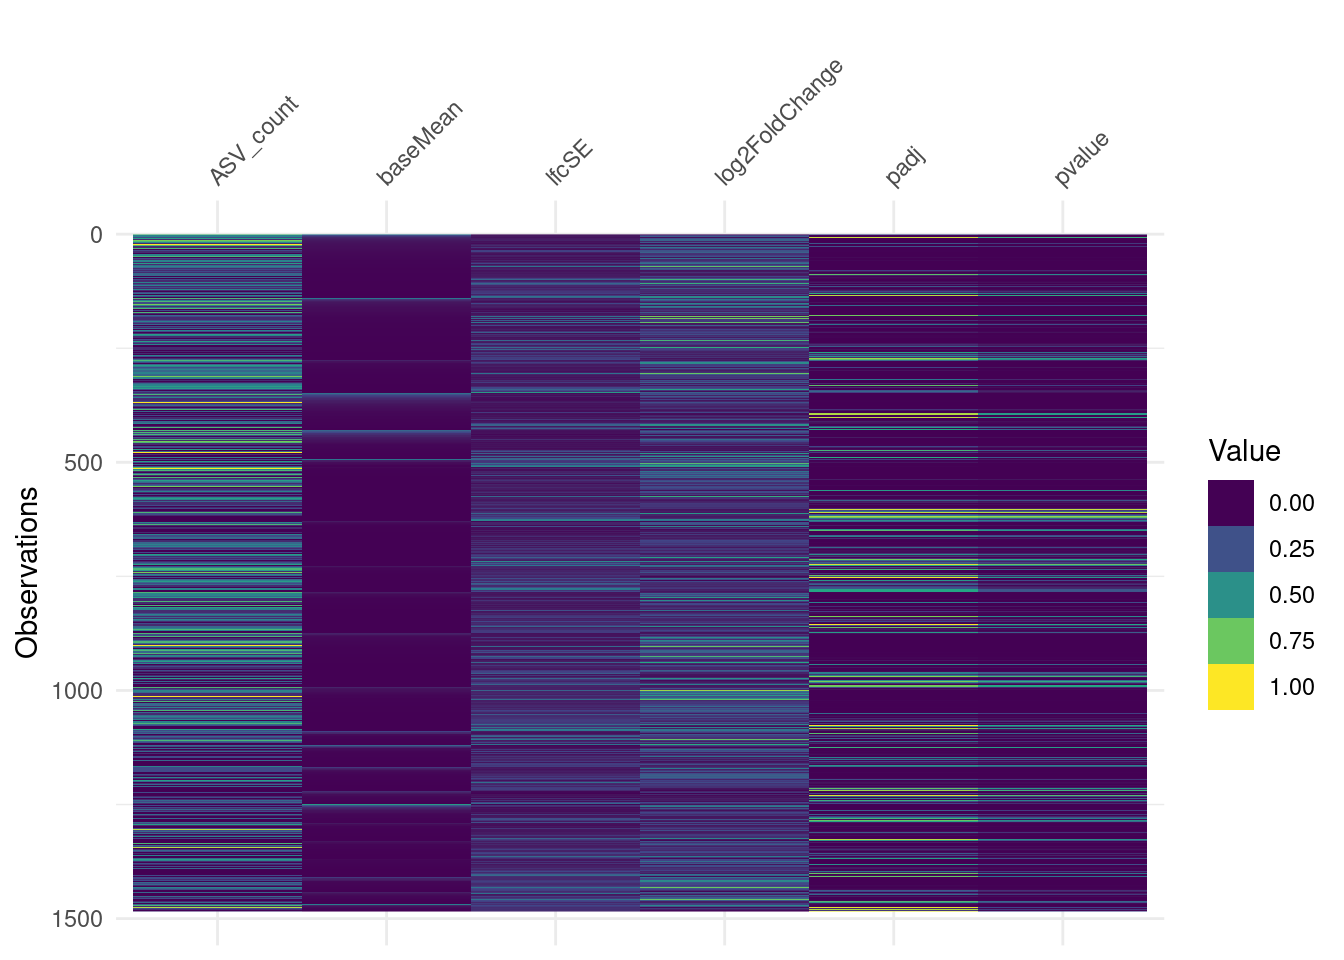 ASV_count
baseMean
lfcSE
log2FoldChange
padj
pvalue
Observations
0
500
1000
1500
Value
0.00
0.25
0.50
0.75
1.00